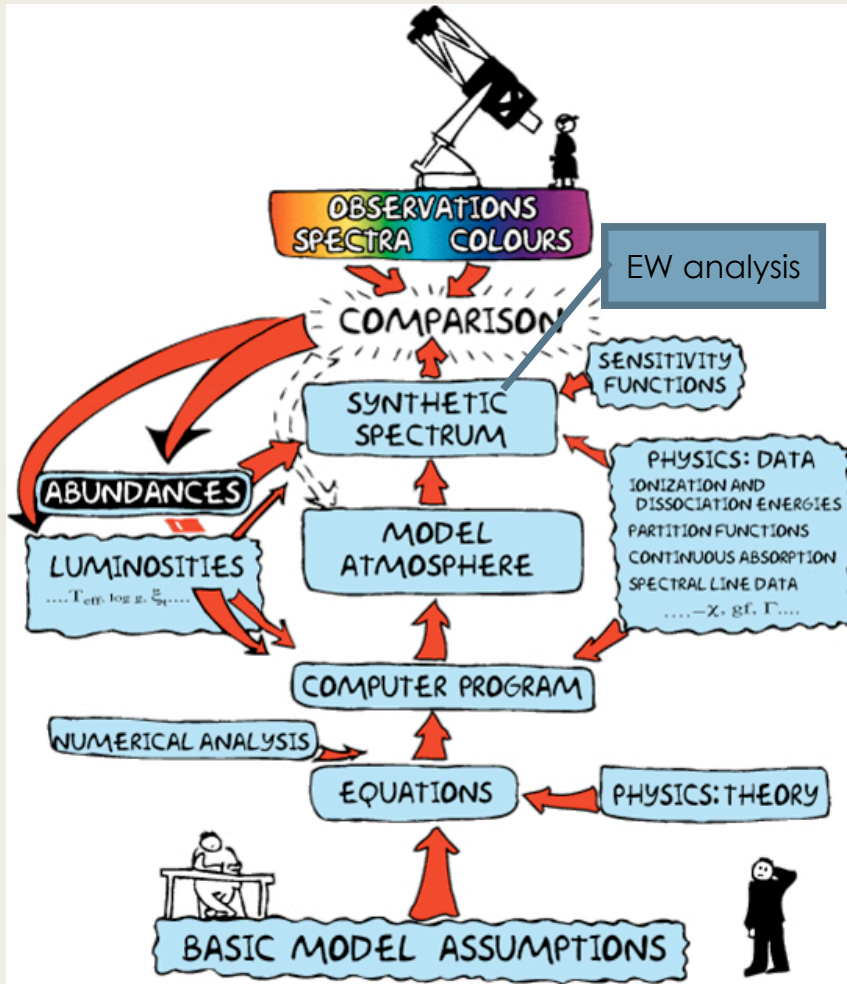 OBSERVATIONS
SPECTRA COLOURS
EW analysis
COMPARISON
SENSITIVITY
FUNCTIONS
SYNTHETIC
SPECTRUM
PHYSICS: DATA
IONIZATION AND
DISSOCIATION ENERGIES
PARTITION FUNCTIONS
CONTINUOUS ABSORPTION
SPECTRAL LINE DATA
....–χ, gf, Γ....
ABUNDANCES
MODEL
ATMOSPHERE
LUMINOSITIES
....Teff, log g, ξt....
COMPUTER PROGRAM
NUMERICAL ANALYSIS
EQUATIONS
PHYSICS: THEORY
BASIC MODEL ASSUMPTIONS